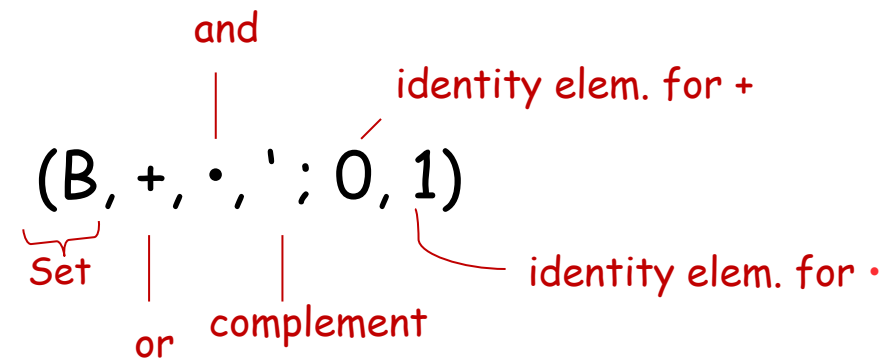 and
identity elem. for +
(B, +, •, ' ; 0, 1)
Set
identity elem. for •
complement
or